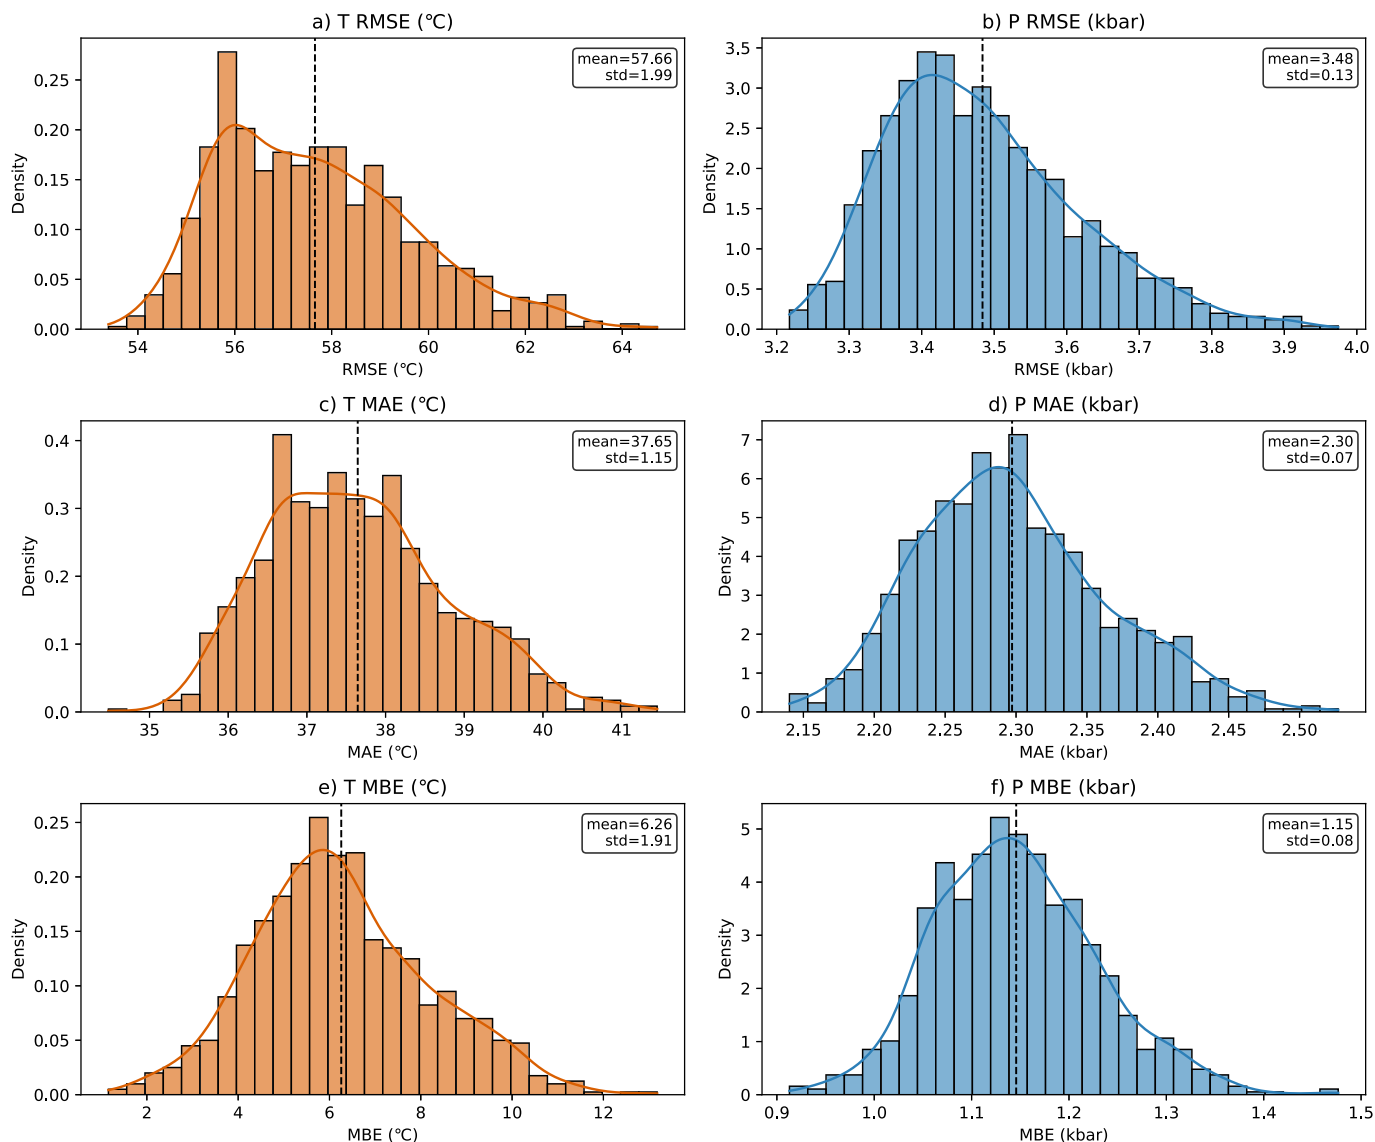 a) T RMSE (℃)
mean=57.66
std=1.99
Density
0.25
0.20
0.15
0.10
0.05
0.00
54 56 58 60 62 64
RMSE (℃)
b) P RMSE (kbar)
mean=3.48
std=0.13
Density
3.5
3.0
2.5
2.0
1.5
1.0
0.5
0.0
3.2 3.3 3.4 3.5 3.6 3.7 3.8 3.9 4.0
RMSE (kbar)
c) T MAE (℃)
mean=37.65
std=1.15
Density
0.4
0.3
0.2
0.1
0.0
35 36 37 38 39 40 41
MAE (℃)
d) P MAE (kbar)
mean=2.30
std=0.07
Density
7
6
5
4
3
2
1
0
2.15 2.20 2.25 2.30 2.35 2.40 2.45 2.50
MAE (kbar)
e) T MBE (℃)
mean=6.26
std=1.91
Density
0.25
0.20
0.15
0.10
0.05
0.00
2 4 6 8 10 12
MBE (℃)
f) P MBE (kbar)
mean=1.15
std=0.08
Density
5
4
3
2
1
0
0.9 1.0 1.1 1.2 1.3 1.4 1.5
MBE (kbar)